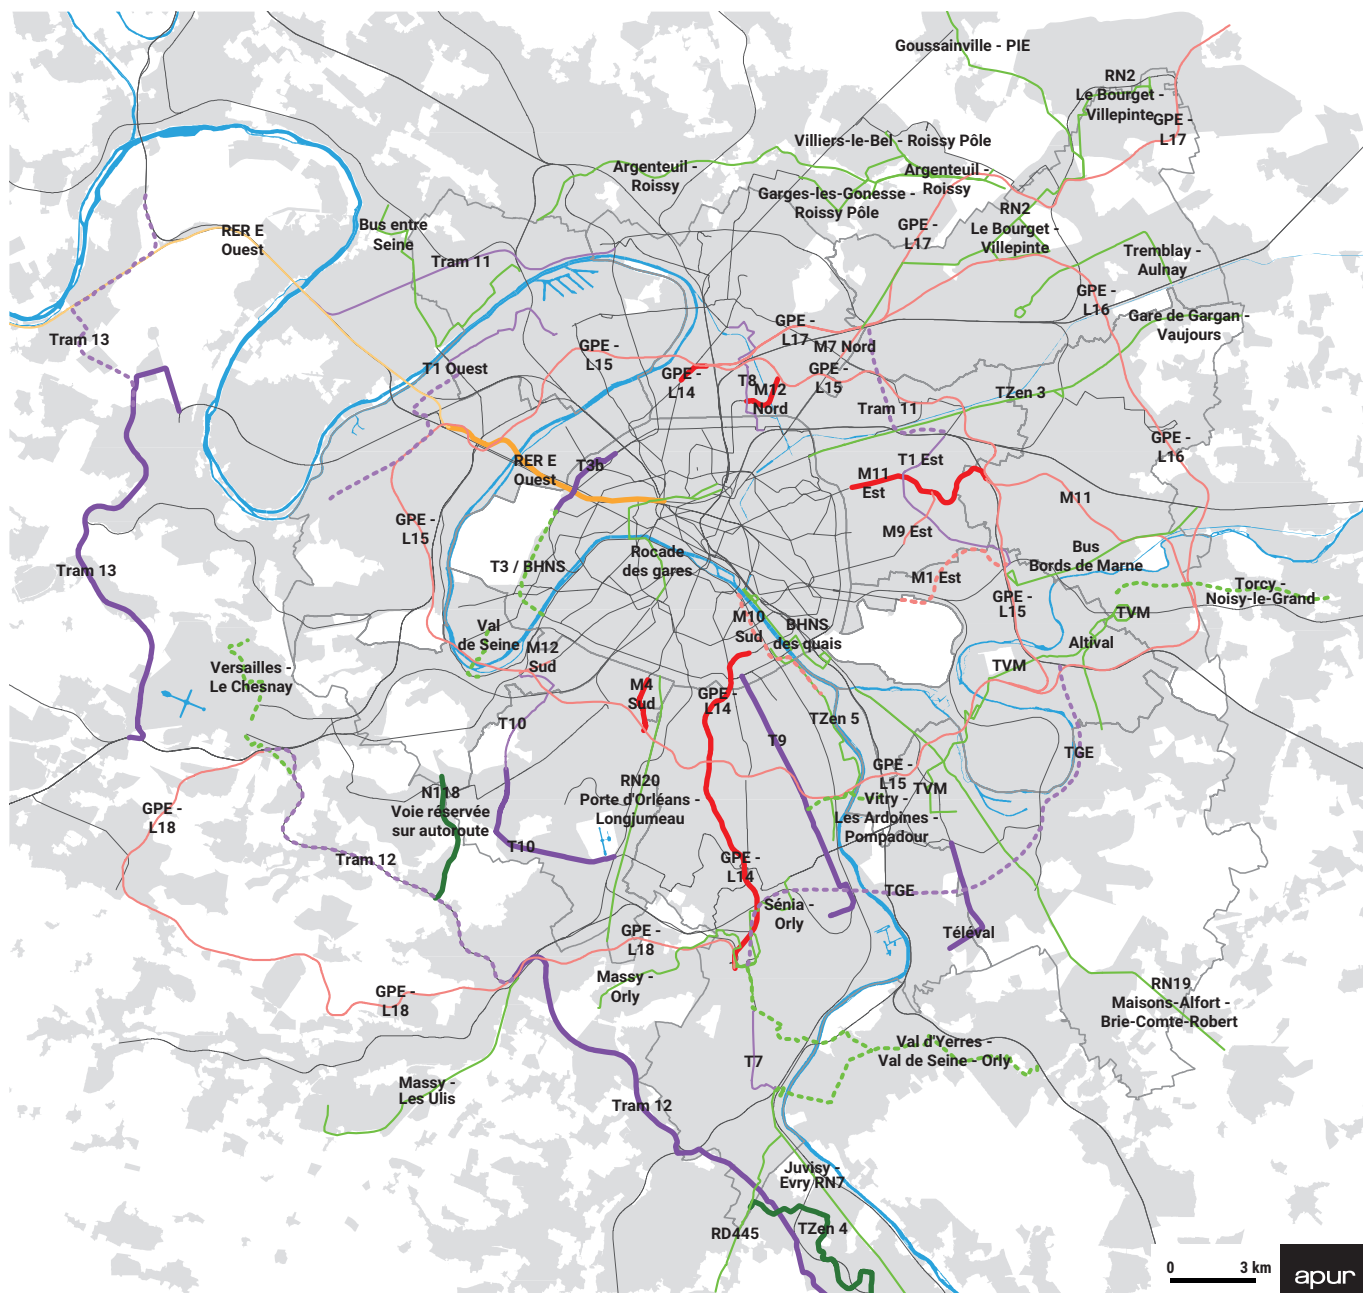 Goussainville - PIE
RN2
Le Bourget -
Villepinte
GPE -
L17
Villiers-le-Bel - Roissy Pôle
Argenteuil -
Roissy
Argenteuil -
Roissy
Garges-les-Gonesse -
Roissy Pôle
RN2
Le Bourget -
Villepinte
GPE -
L17
RER E
Ouest
Bus entre
Seine
Tram 11
Tremblay -
Aulnay
GPE -
L16
Gare de Gargan -
Vaujours
Tram 13
GPE -
L17
M7 Nord
GPE -
L15
T1 Ouest
GPE -
L14
T8
M12
Nord
GPE -
L15
TZen 3
Tram 11
GPE -
L16
RER E
Ouest
T3b
M11
Est
T1 Est
M11
GPE -
L15
M9 Est
Rocade
des gares
T3 / BHNS
Tram 13
M1 Est
Bus
Bords de Marne
GPE -
L15
Torcy -
Noisy-le-Grand
TVM
Val
de Seine
M12
Sud
M10
Sud
BHNS
des quais
Altival
TVM
Versailles -
Le Chesnay
M4
Sud
GPE -
L14
T10
TZen 5
T9
TGE
GPE -
L15
TVM
RN20
Porte d'Orléans -
Longjumeau
N118
Voie réservée
sur autoroute
GPE -
L18
Vitry -
Les Ardoines -
Pompadour
T10
Tram 12
GPE -
L14
TGE
Sénia -
Orly
Téléval
GPE -
L18
Massy -
Orly
GPE -
L18
RN19
Maisons-Alfort -
Brie-Comte-Robert
Val d'Yerres -
Val de Seine - Orly
T7
Massy -
Les Ulis
Tram 12
Juvisy -
Evry RN7
RD445
TZen 4
0 3 km
apur